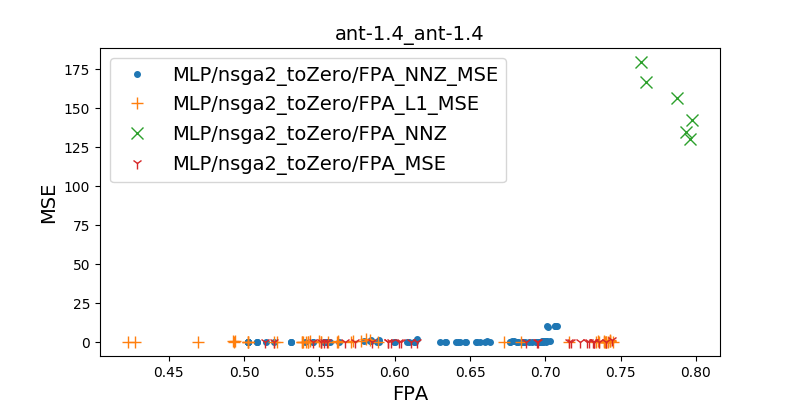 ant-1.4_ant-1.4
MLP/nsga2_toZero/FPA_NNZ_MSE
MLP/nsga2_toZero/FPA_L1_MSE
MLP/nsga2_toZero/FPA_NNZ
MLP/nsga2_toZero/FPA_MSE
MSE
175
150
125
100
75
50
25
0
0.45 0.50 0.55 0.60 0.65 0.70 0.75 0.80
FPA